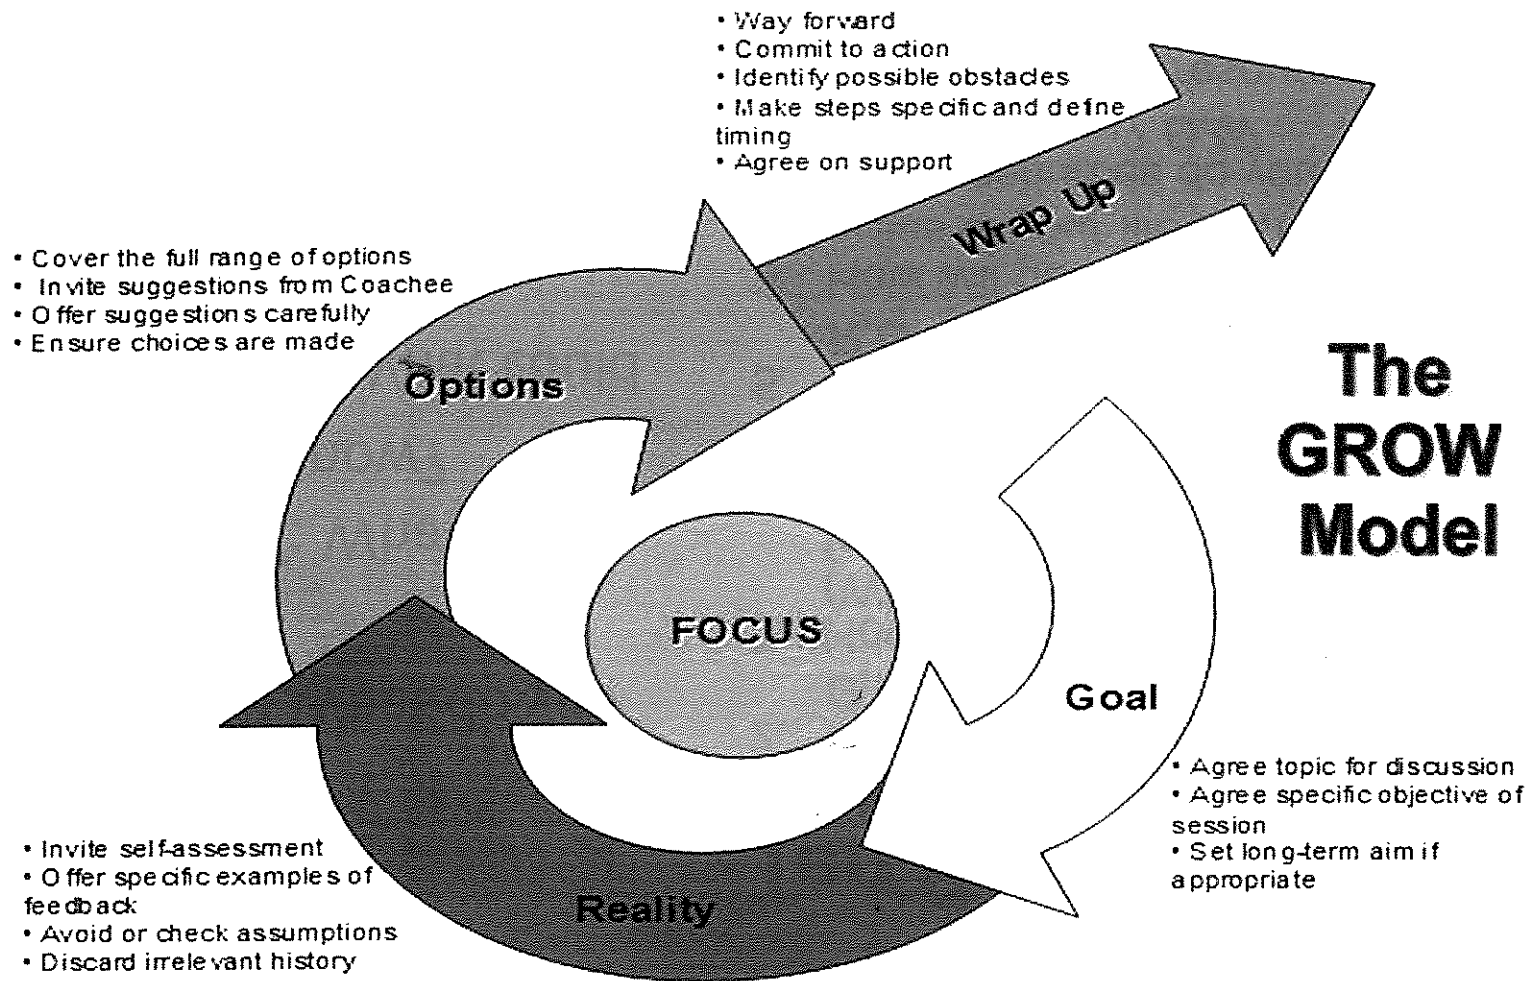 • Way forward
• Commit to action
• Identify possible obstacles
• Make steps specific and define
timing
• Agree on support
Wrap Up
• Cover the full range of options
• Invite suggestions from Coachee
• Offer suggestions carefully
• Ensure choices are made
Options
The
GROW
Model
FOCUS
Goal
• Agree topic for discussion
• Agree specific objective of
session
• Set long-term aim if
appropriate
• Invite self-assessment
• Offer specific examples of
feedback
• Avoid or check assumptions
• Discard irrelevant history
Reality